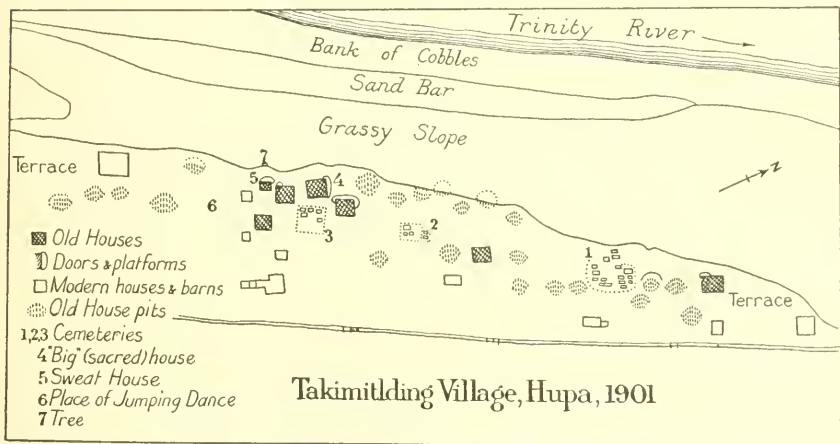 Trinity River
Bank of Cobbles
Sand Bar
Grassy Slope
Terrace
7
5
4
6
3
2
1
N
Terrace
Old Houses
Doors & platforms
Modern houses & barns
Old House pits
1,2,3 Cemeteries
4 "Big" (sacred) house
5 Sweat House
6 Place of Jumping Dance
7 Tree
Takimitlding Village, Hupa, 1901